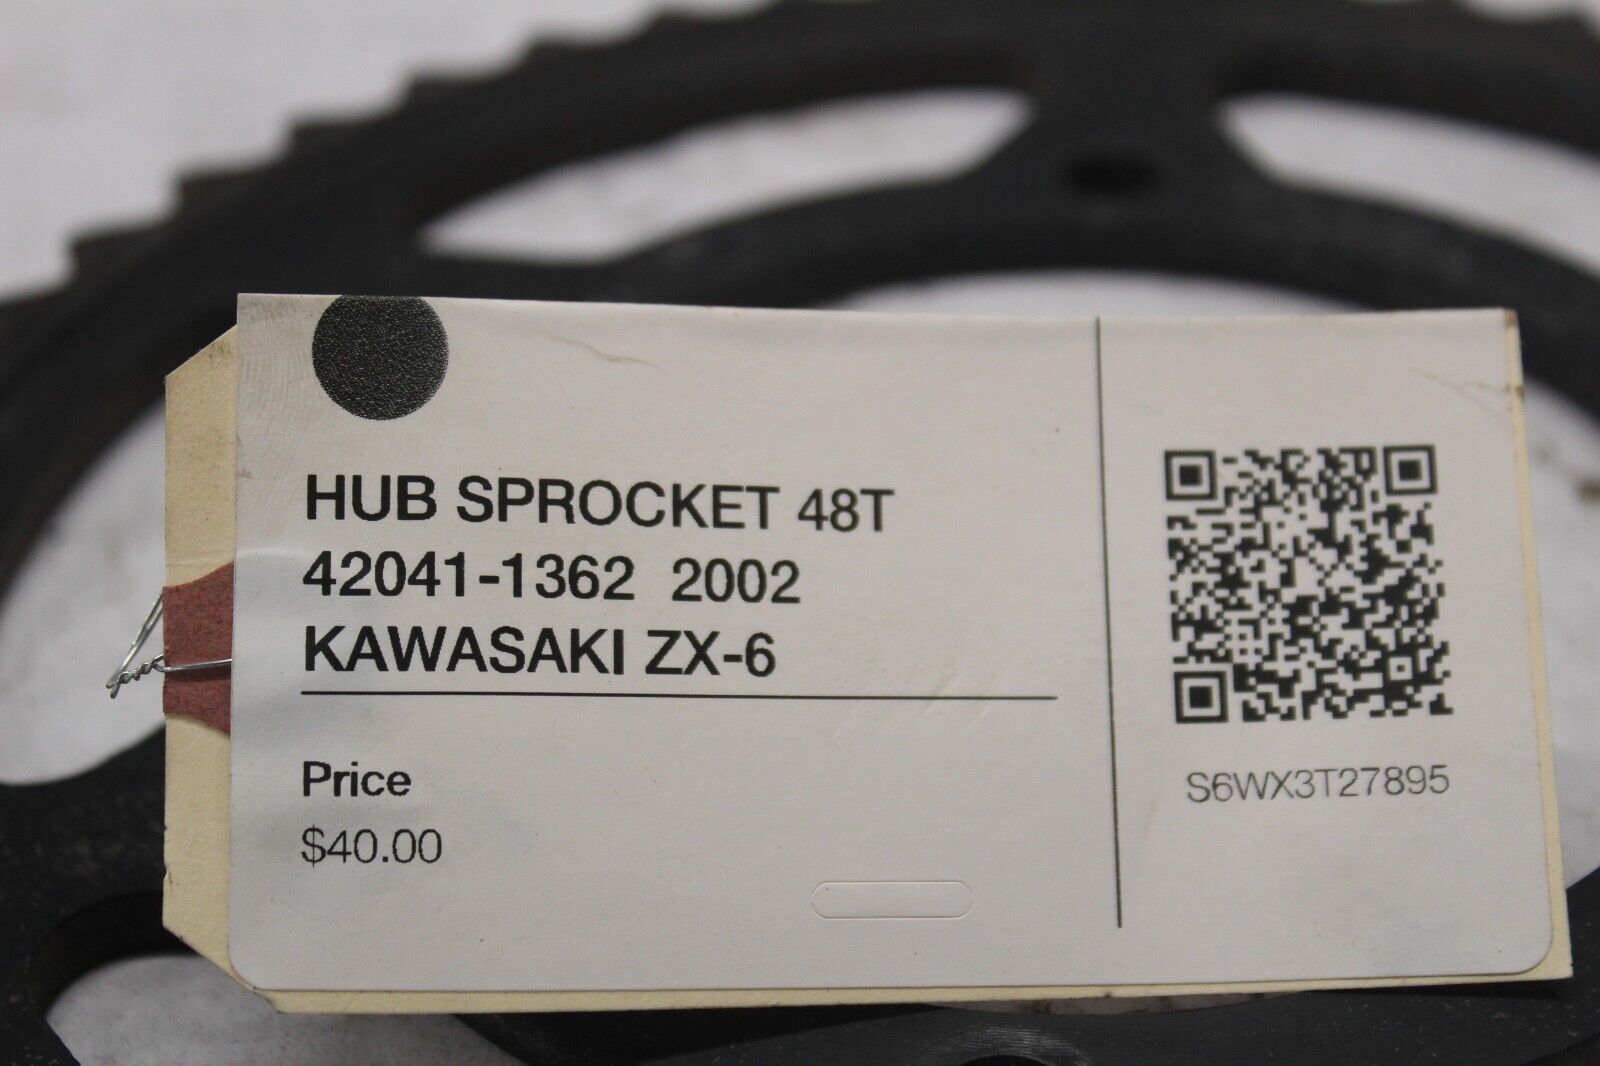 HUB SPROCKET 48T
42041-1362 2002
KAWASAKI ZX-6
Price
$40.00
S6WX3T27895